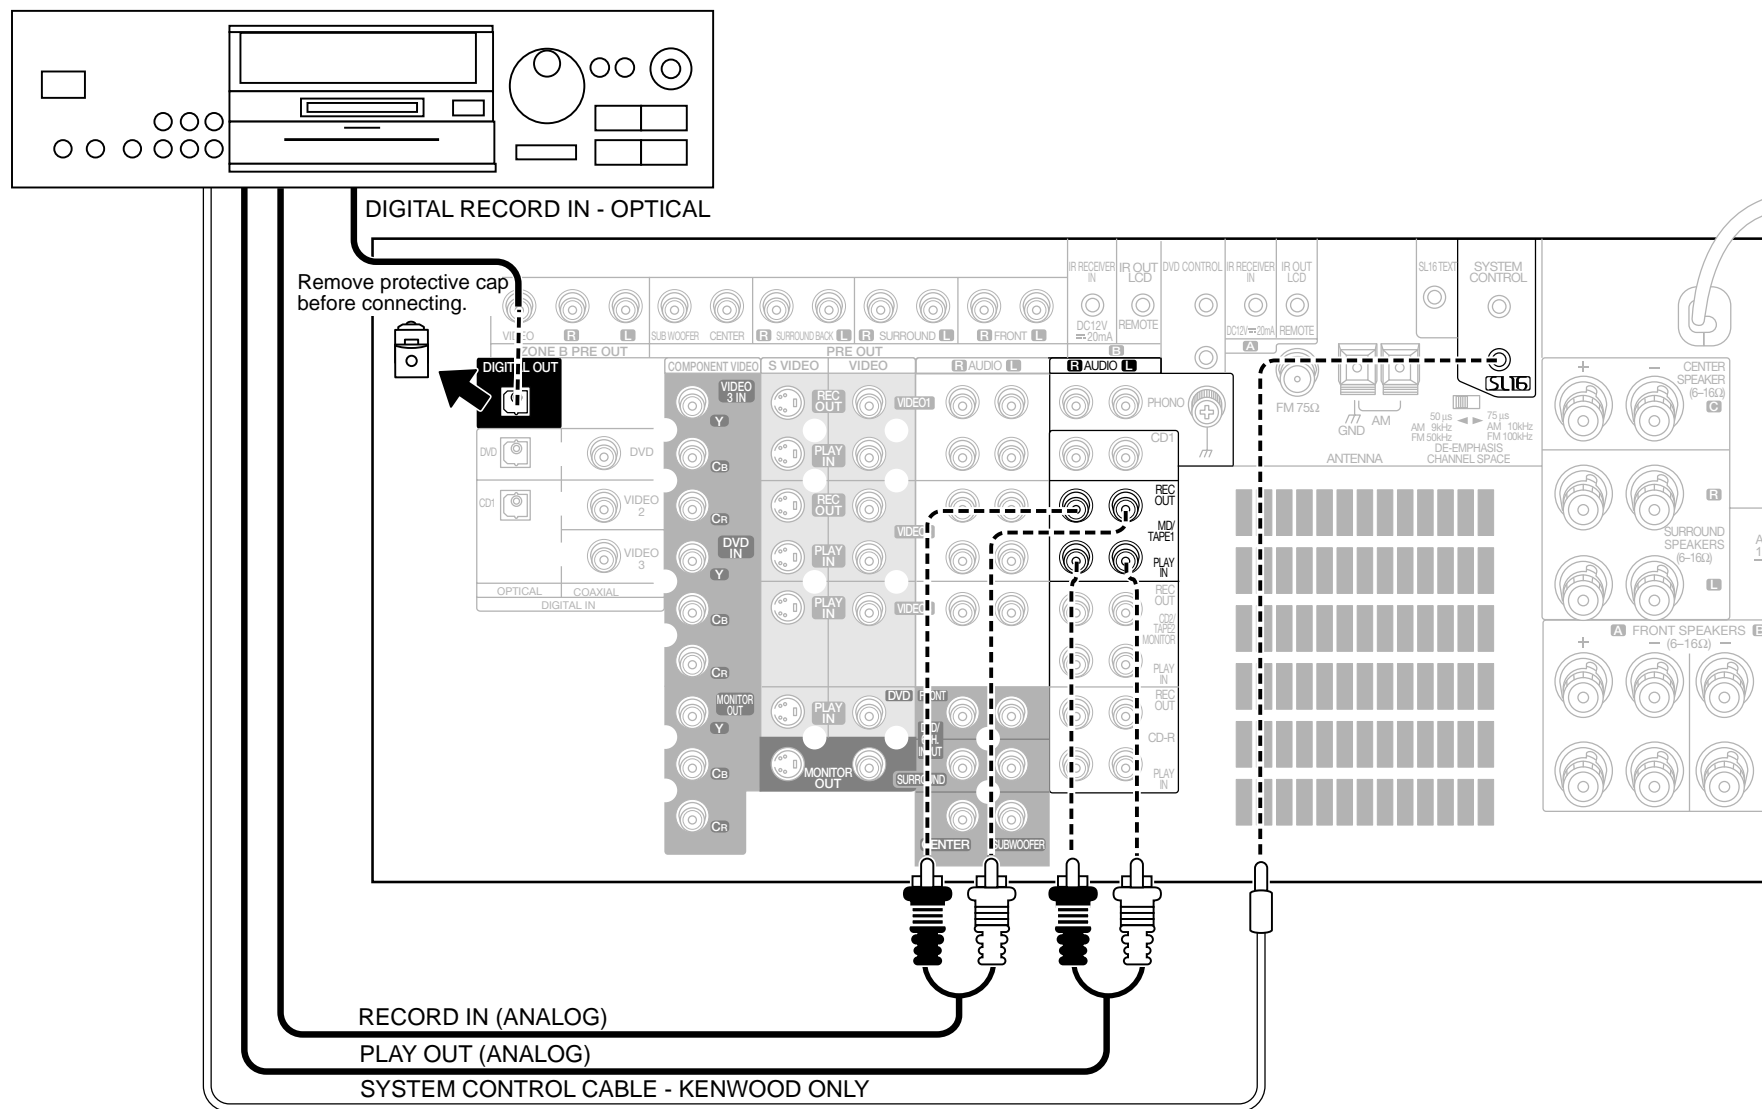 DIGITAL RECORD IN - OPTICAL
Remove protective cap
before connecting.
VIDEO
R
L
SUB WOOFER
CENTER
R SURROUND BACK L
R SURROUND L
R FRONT L
ZONE B PRE OUT
PRE OUT
IR RECEIVER
IN
DC12V
20mA
IR OUT
LCD
REMOTE
B
DVD CONTROL
IR RECEIVER
IN
DC12V 20mA
IR OUT
LCD
REMOTE
A
SL16 TEXT
SYSTEM
CONTROL
SL16
DIGITAL OUT
COMPONENT VIDEO
S VIDEO
VIDEO
R AUDIO L
R AUDIO L
VIDEO
3 IN
Y
CB
CR
DVD
IN
Y
CB
CR
MONITOR
OUT
Y
CB
CR
REC
OUT
PLAY
IN
REC
OUT
PLAY
IN
PLAY
IN
PLAY
IN
MONITOR
OUT
VIDEO1
VIDEO
VIDEO
DVD
FRONT
DVD/
6CH.
INPUT
SURROUND
CENTER
SUBWOOFER
PHONO
CD1
REC
OUT
MD/
TAPE1
PLAY
IN
REC
OUT
CD2/
TAPE2
MONITOR
PLAY
IN
REC
OUT
CD-R
PLAY
IN
DVD
DVD
CD1
VIDEO
2
VIDEO
3
OPTICAL
COAXIAL
DIGITAL IN
FM 75Ω
GND
AM
ANTENNA
50 µs
AM 9kHz
FM 50kHz
75 µs
AM 10kHz
FM 100kHz
DE-EMPHASIS
CHANNEL SPACE
+
−
CENTER
SPEAKER
(6–16Ω)
C
R
SURROUND
SPEAKERS
(6–16Ω)
L
A FRONT SPEAKERS
(6–16Ω)
+
−
−
RECORD IN (ANALOG)
PLAY OUT (ANALOG)
SYSTEM CONTROL CABLE - KENWOOD ONLY